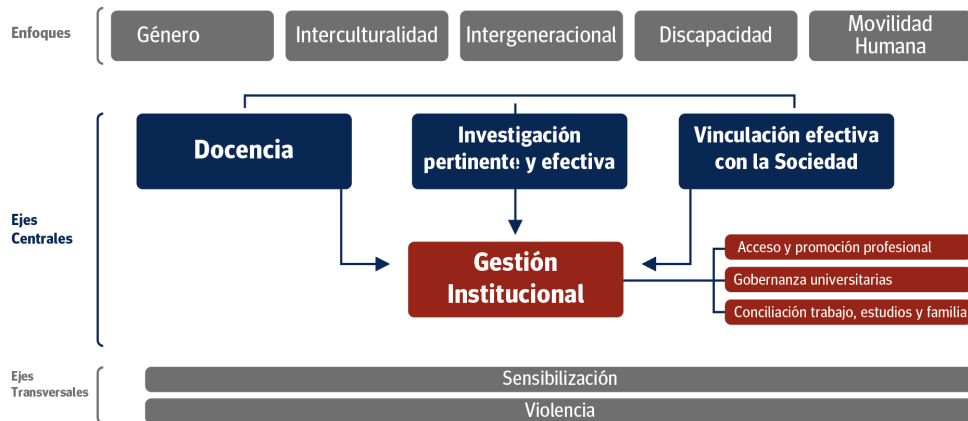 Enfoques
Género
Interculturalidad
Intergeneracional
Discapacidad
Movilidad
Humana
Ejes
Centrales
Docencia
Investigación
pertinente y efectiva
Vinculación efectiva
con la Sociedad
Gestión
Institucional
Acceso y promoción profesional
Gobernanza universitarias
Conciliación trabajo, estudios y familia
Ejes
Transversales
Sensibilización
Violencia